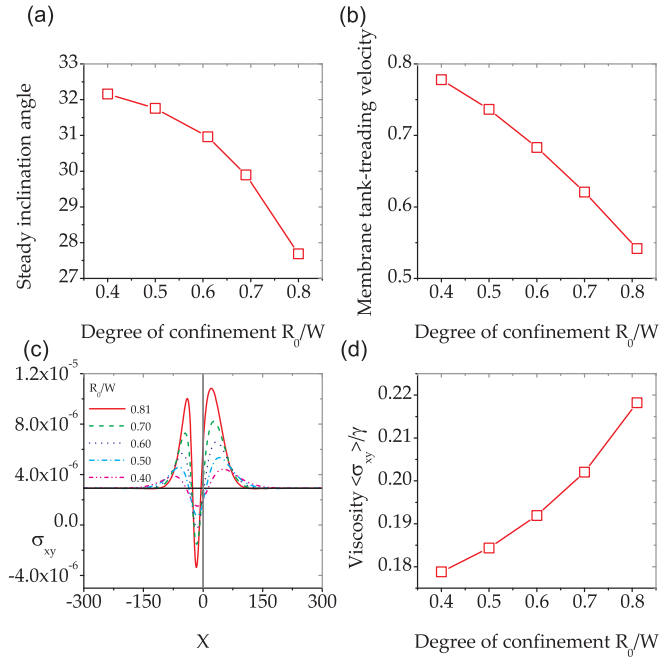 (a)
33
32
31
30
29
28
27
0.4 0.5 0.6 0.7 0.8
Steady inclination angle
Degree of confinement R0/W
(b)
0.8
0.7
0.6
0.5
0.4 0.5 0.6 0.7 0.8
Membrane tank-treading velocity
Degree of confinement R0/W
(c)
1.2x10-5
8.0x10-6
4.0x10-6
0.0
-4.0x10-6
σxy
R0/W
0.81
0.70
0.60
0.50
0.40
-300 -150 0 150 300
X
(d)
0.22
0.21
0.20
0.19
0.18
0.4 0.5 0.6 0.7 0.8
Viscosity <σxy>/γ
Degree of confinement R0/W